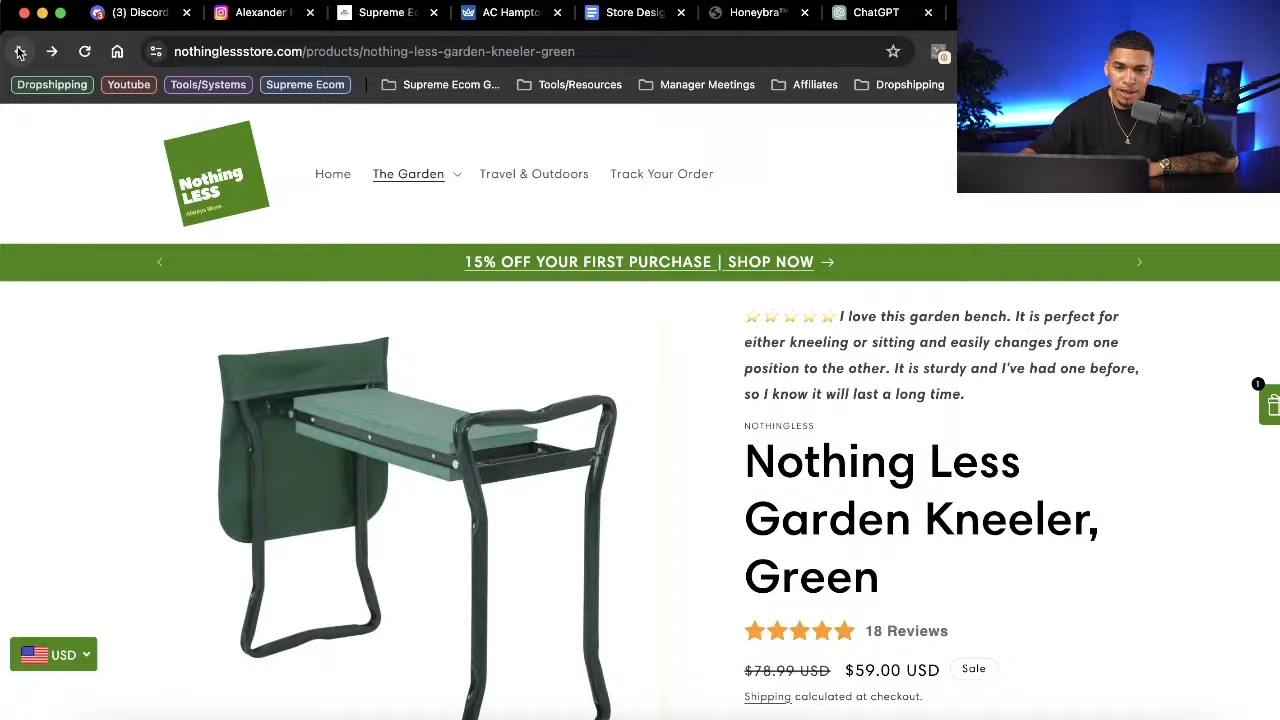 (3) Discord
Alexander H
Supreme Ec
AC Hampto
Store Desig
Honeybra™
ChatGPT
nothinglessstore.com/products/nothing-less-garden-kneeler-green
Dropshipping
Youtube
Tools/Systems
Supreme Ecom
Supreme Ecom G...
Tools/Resources
Manager Meetings
Affiliates
Dropshipping
Nothing
LESS
Always More
Home
The Garden
Travel & Outdoors
Track Your Order
15% OFF YOUR FIRST PURCHASE | SHOP NOW →
I love this garden bench. It is perfect for
either kneeling or sitting and easily changes from one
position to the other. It is sturdy and I've had one before,
so I know it will last a long time.
NOTHINGLESS
Nothing Less
Garden Kneeler,
Green
18 Reviews
$78.99 USD $59.00 USD Sale
Shipping calculated at checkout.
1
USD